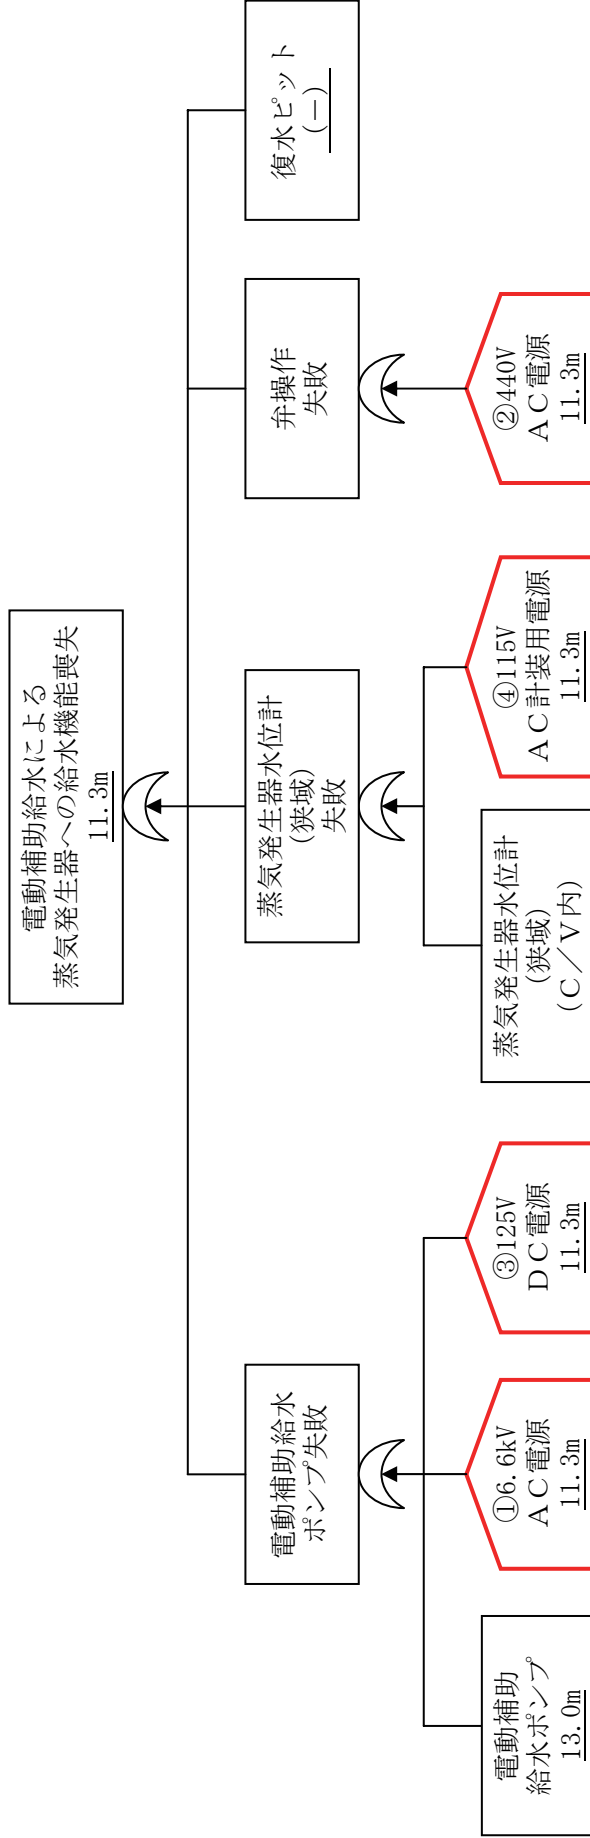 電動補助給水による
蒸気発生器への給水機能喪失
11.3m
電動補助給水
ポンプ失敗
蒸気発生器水位計
(狭域)
失敗
弁操作
失敗
復水ピット
(－)
電動補助
給水ポンプ
13.0m
①6.6kV
ＡＣ電源
11.3m
③125V
ＤＣ電源
11.3m
蒸気発生器水位計
(狭域)
(Ｃ／Ｖ内)
④115V
ＡＣ計装用電源
11.3m
②440V
ＡＣ電源
11.3m